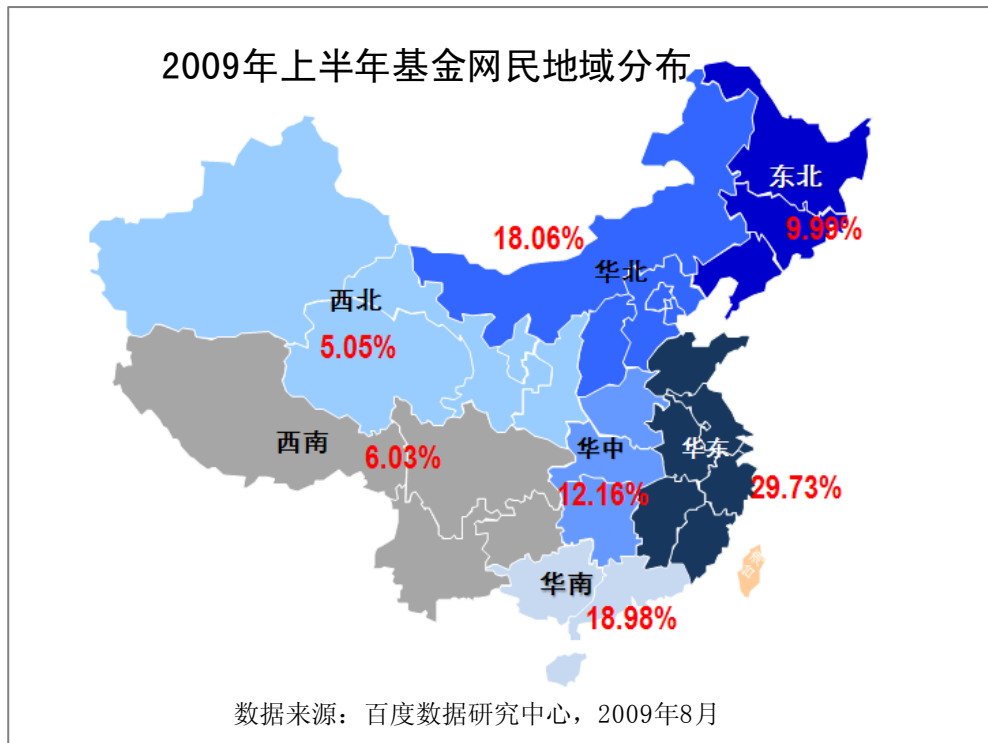 2009年上半年基金网民地域分布
东北
9.99%
18.06%
华北
西北
5.05%
西南
6.03%
华中
12.16%
华东
29.73%
华南
18.98%
数据来源：百度数据研究中心，2009年8月